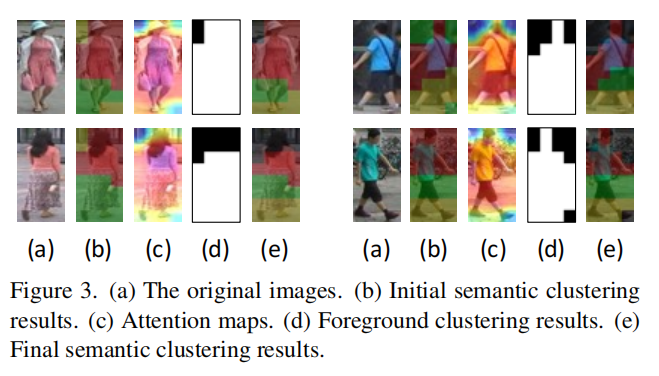 (a) (b) (c) (d) (e) (a) (b) (c) (d) (e)
Figure 3. (a) The original images. (b) Initial semantic clustering
results. (c) Attention maps. (d) Foreground clustering results. (e)
Final semantic clustering results.